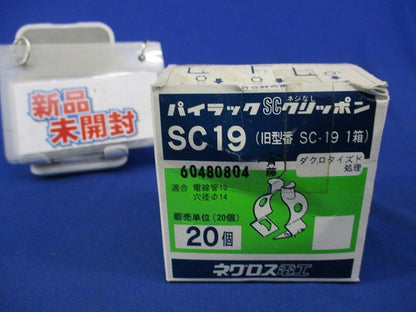 新品
未開封
パイラックSCクリッポン
ネジなし
SC19 (旧型番 SC-19 1箱)
ダクロタイズド
処理
60480804
適合 電線管19
穴径Φ14
販売単位(20個)
20個
ネグロス電工